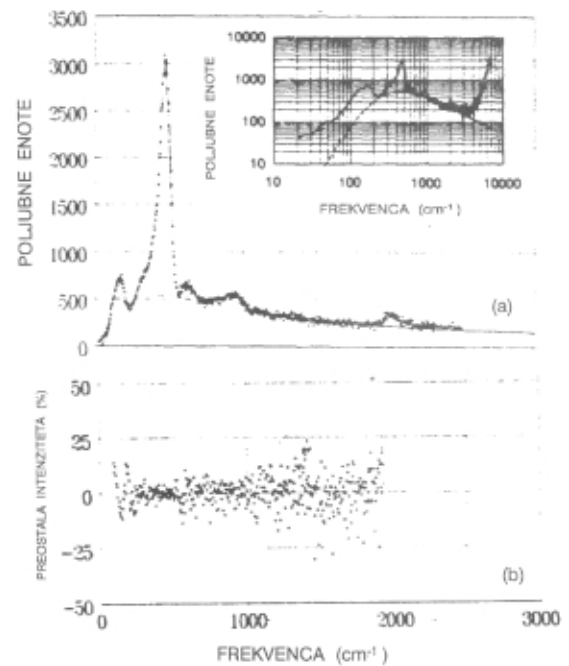 3500
3000
2500
2000
1500
1000
500
0
POLJUBNE ENOTE
10000
1000
100
10
POLJUBNE ENOTE
10 100 1000 10000
FREKVENCA (cm⁻¹)
(a)
50
25
0
−25
−50
PREOSTALA INTENZITETA (%)
(b)
0 1000 2000 3000
FREKVENCA (cm⁻¹)